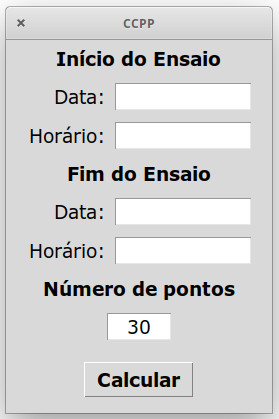 CCPP
Início do Ensaio
Data:
Horário:
Fim do Ensaio
Data:
Horário:
Número de pontos
30
Calcular